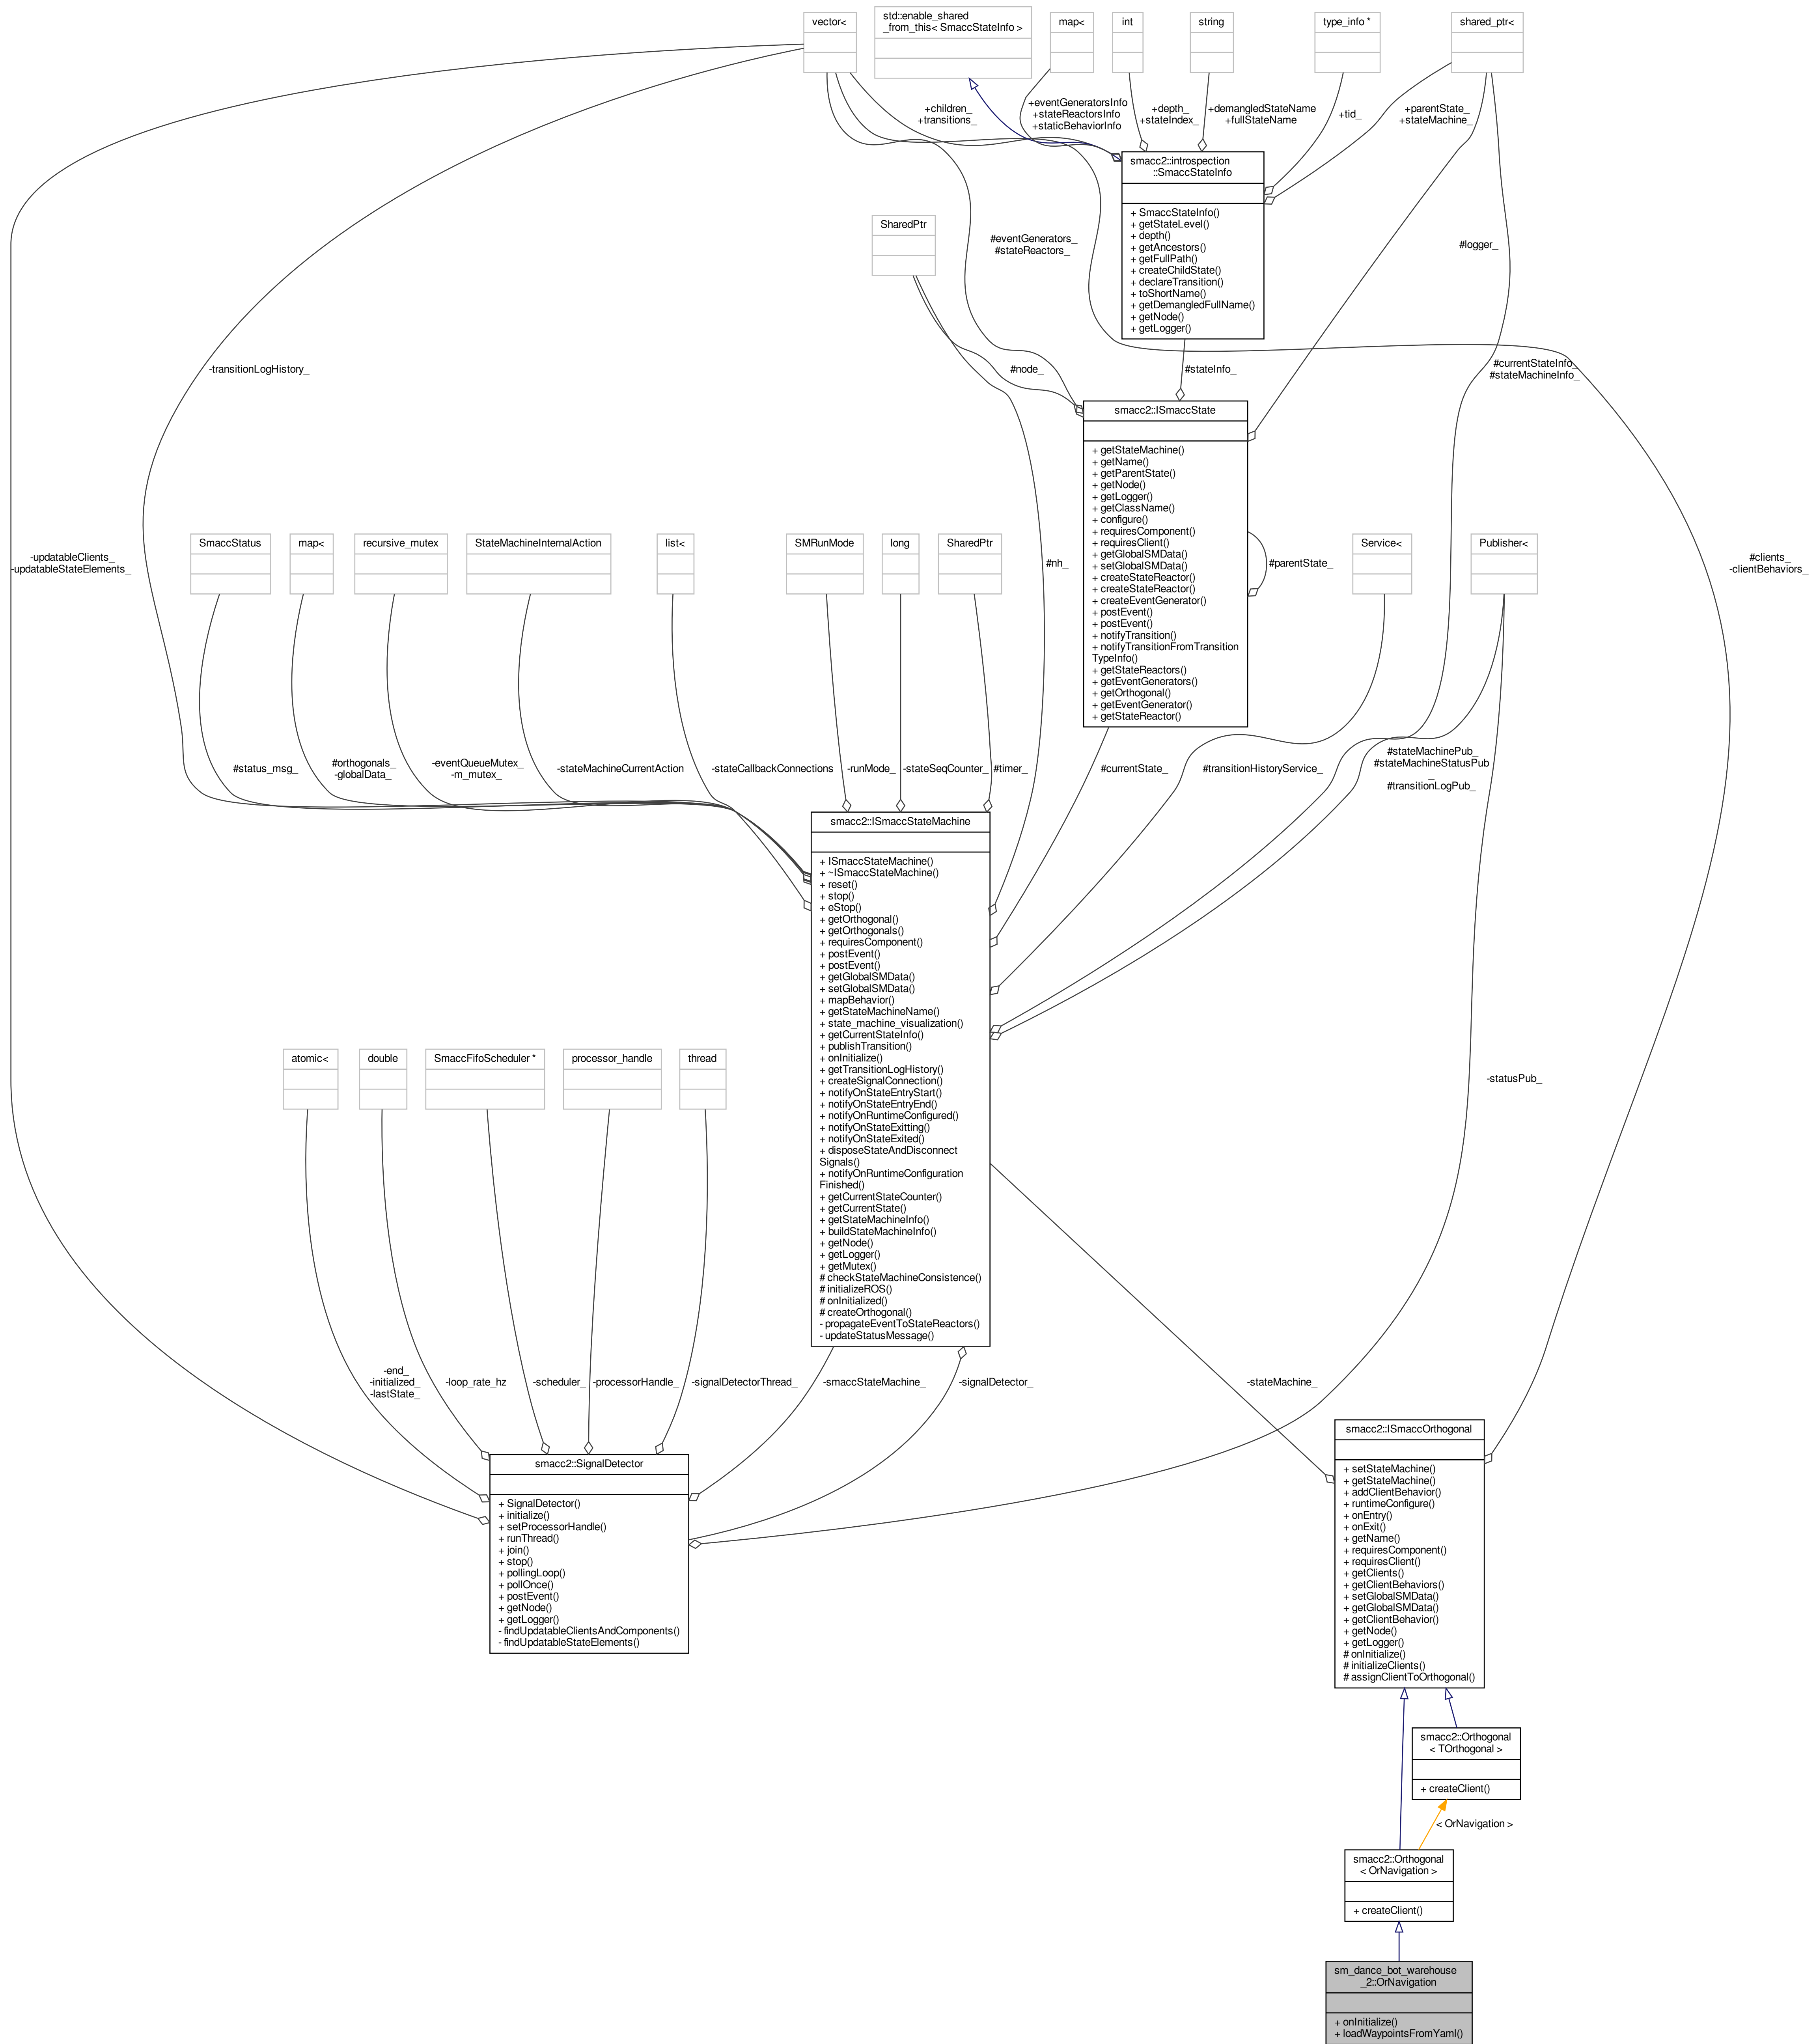 vector<
std::enable_shared
_from_this< SmaccStateInfo >
map<
int
string
type_info *
shared_ptr<
+children_
+transitions_
+eventGeneratorsInfo
+stateReactorsInfo
+staticBehaviorInfo
+depth_
+stateIndex_
+demangledStateName
+fullStateName
+tid_
+parentState_
+stateMachine_
smacc2::introspection
::SmaccStateInfo
+ SmaccStateInfo()
+ getStateLevel()
+ depth()
+ getAncestors()
+ getFullPath()
+ createChildState()
+ declareTransition()
+ toShortName()
+ getDemangledFullName()
+ getNode()
+ getLogger()
SharedPtr
#eventGenerators_
#stateReactors_
#logger_
-transitionLogHistory_
#node_
#stateInfo_
#currentStateInfo_
#stateMachineInfo_
smacc2::ISmaccState
+ getStateMachine()
+ getName()
+ getParentState()
+ getNode()
+ getLogger()
+ getClassName()
+ configure()
+ requiresComponent()
+ requiresClient()
+ getGlobalSMData()
+ setGlobalSMData()
+ createStateReactor()
+ createStateReactor()
+ createEventGenerator()
+ postEvent()
+ postEvent()
+ notifyTransition()
+ notifyTransitionFromTransition
TypeInfo()
+ getStateReactors()
+ getEventGenerators()
+ getOrthogonal()
+ getEventGenerator()
+ getStateReactor()
#parentState_
-updatableClients_
-updatableStateElements_
SmaccStatus
map<
recursive_mutex
StateMachineInternalAction
list<
SMRunMode
long
SharedPtr
#nh_
Service<
Publisher<
#clients_
-clientBehaviors_
#status_msg_
#orthogonals_
-globalData_
-eventQueueMutex_
-m_mutex_
-stateMachineCurrentAction
-stateCallbackConnections
-runMode_
-stateSeqCounter_
#timer_
#currentState_
#transitionHistoryService_
#stateMachinePub_
#stateMachineStatusPub
_
#transitionLogPub_
smacc2::ISmaccStateMachine
+ ISmaccStateMachine()
+ ~ISmaccStateMachine()
+ reset()
+ stop()
+ eStop()
+ getOrthogonal()
+ getOrthogonals()
+ requiresComponent()
+ postEvent()
+ postEvent()
+ getGlobalSMData()
+ setGlobalSMData()
+ mapBehavior()
+ getStateMachineName()
+ state_machine_visualization()
+ getCurrentStateInfo()
+ publishTransition()
+ onInitialize()
+ getTransitionLogHistory()
+ createSignalConnection()
+ notifyOnStateEntryStart()
+ notifyOnStateEntryEnd()
+ notifyOnRuntimeConfigured()
+ notifyOnStateExitting()
+ notifyOnStateExited()
+ disposeStateAndDisconnect
Signals()
+ notifyOnRuntimeConfiguration
Finished()
+ getCurrentStateCounter()
+ getCurrentState()
+ getStateMachineInfo()
+ buildStateMachineInfo()
+ getNode()
+ getLogger()
+ getMutex()
# checkStateMachineConsistence()
# initializeROS()
# onInitialized()
# createOrthogonal()
- propagateEventToStateReactors()
- updateStatusMessage()
atomic<
double
SmaccFifoScheduler *
processor_handle
thread
-statusPub_
-end_
-initialized_
-lastState_
-loop_rate_hz
-scheduler_
-processorHandle_
-signalDetectorThread_
-smaccStateMachine_
-signalDetector_
-stateMachine_
smacc2::SignalDetector
+ SignalDetector()
+ initialize()
+ setProcessorHandle()
+ runThread()
+ join()
+ stop()
+ pollingLoop()
+ pollOnce()
+ postEvent()
+ getNode()
+ getLogger()
- findUpdatableClientsAndComponents()
- findUpdatableStateElements()
smacc2::ISmaccOrthogonal
+ setStateMachine()
+ getStateMachine()
+ addClientBehavior()
+ runtimeConfigure()
+ onEntry()
+ onExit()
+ getName()
+ requiresComponent()
+ requiresClient()
+ getClients()
+ getClientBehaviors()
+ setGlobalSMData()
+ getGlobalSMData()
+ getClientBehavior()
+ getNode()
+ getLogger()
# onInitialize()
# initializeClients()
# assignClientToOrthogonal()
smacc2::Orthogonal
< TOrthogonal >
+ createClient()
< OrNavigation >
smacc2::Orthogonal
< OrNavigation >
+ createClient()
sm_dance_bot_warehouse
_2::OrNavigation
+ onInitialize()
+ loadWaypointsFromYaml()